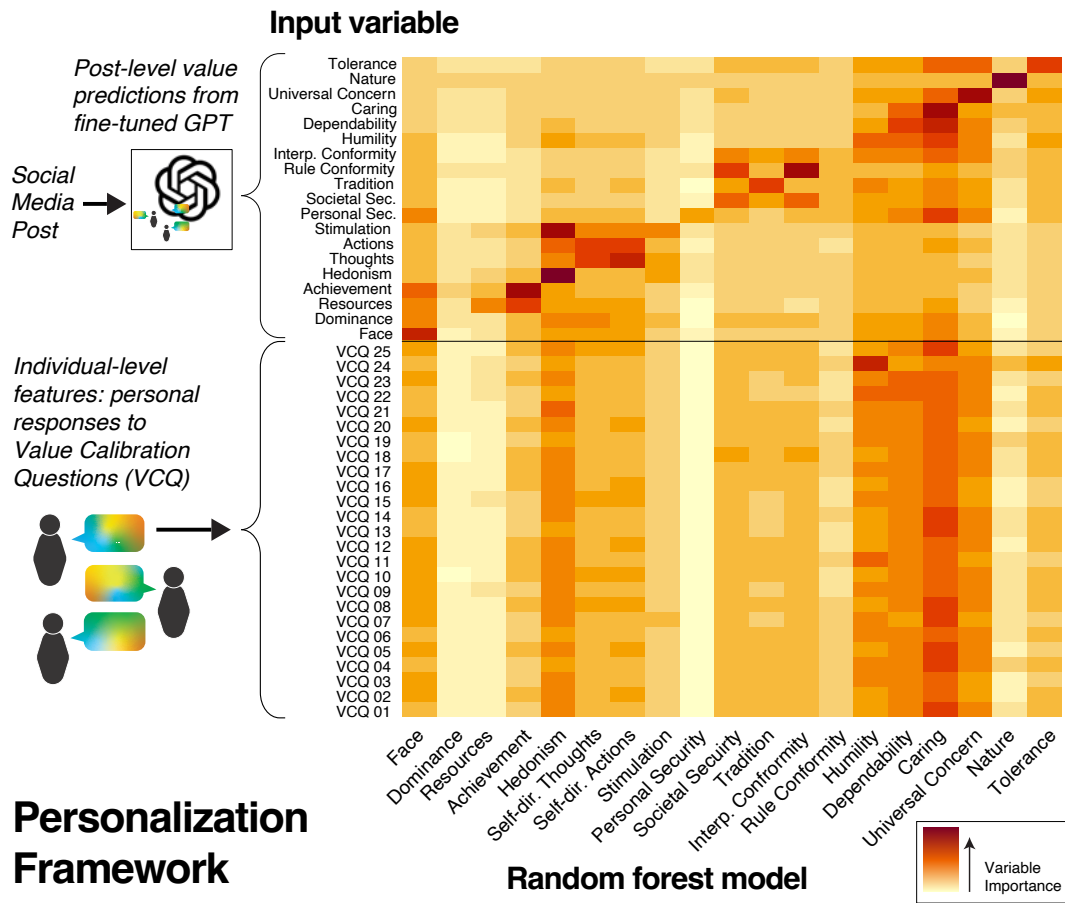 Input variable
Post-level value
predictions from
fine-tuned GPT
Social
Media
Post
Tolerance
Nature
Universal Concern
Caring
Dependability
Humility
Interp. Conformity
Rule Conformity
Tradition
Societal Sec.
Personal Sec.
Stimulation
Actions
Thoughts
Hedonism
Achievement
Resources
Dominance
Face
Individual-level
features: personal
responses to
Value Calibration
Questions (VCQ)
VCQ 25
VCQ 24
VCQ 23
VCQ 22
VCQ 21
VCQ 20
VCQ 19
VCQ 18
VCQ 17
VCQ 16
VCQ 15
VCQ 14
VCQ 13
VCQ 12
VCQ 11
VCQ 10
VCQ 09
VCQ 08
VCQ 07
VCQ 06
VCQ 05
VCQ 04
VCQ 03
VCQ 02
VCQ 01
Face
Dominance
Resources
Achievement
Hedonism
Self-dir. Thoughts
Self-dir. Actions
Stimulation
Personal Security
Societal Secuirty
Tradition
Interp. Conformity
Rule Conformity
Humility
Dependability
Caring
Universal Concern
Nature
Tolerance
Personalization
Framework
Random forest model
Variable
Importance